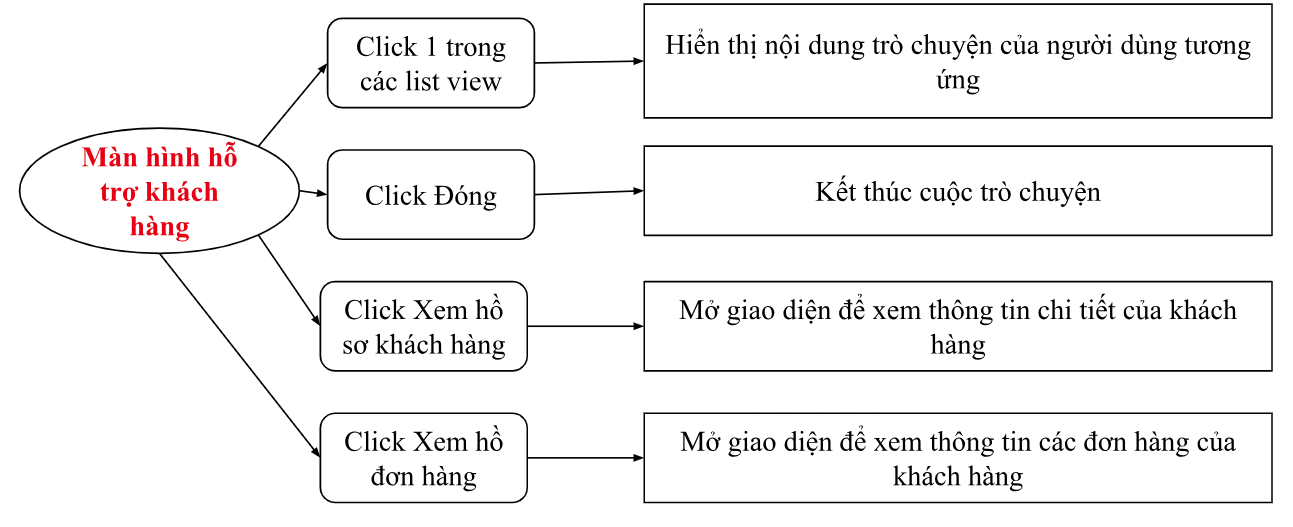 Màn hình hỗ
trợ khách
hàng
Click 1 trong
các list view
Hiển thị nội dung trò chuyện của người dùng tương
ứng
Click Đóng
Kết thúc cuộc trò chuyện
Click Xem hồ
sơ khách hàng
Mở giao diện để xem thông tin chi tiết của khách
hàng
Click Xem hồ
đơn hàng
Mở giao diện để xem thông tin các đơn hàng của
khách hàng